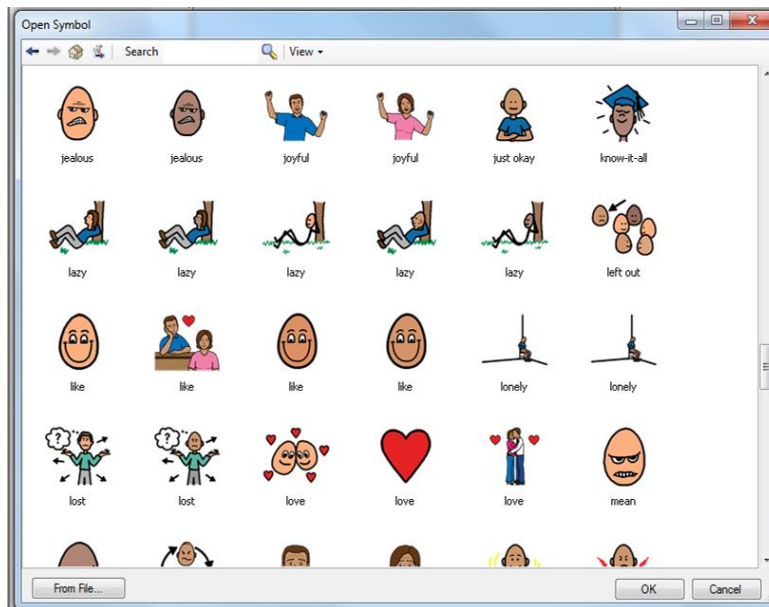 Open Symbol
Search View
jealous jealous joyful joyful just okay know-it-all
lazy lazy lazy lazy lazy left out
like like like like lonely lonely
? ?
lost lost love love love mean
From File... OK Cancel